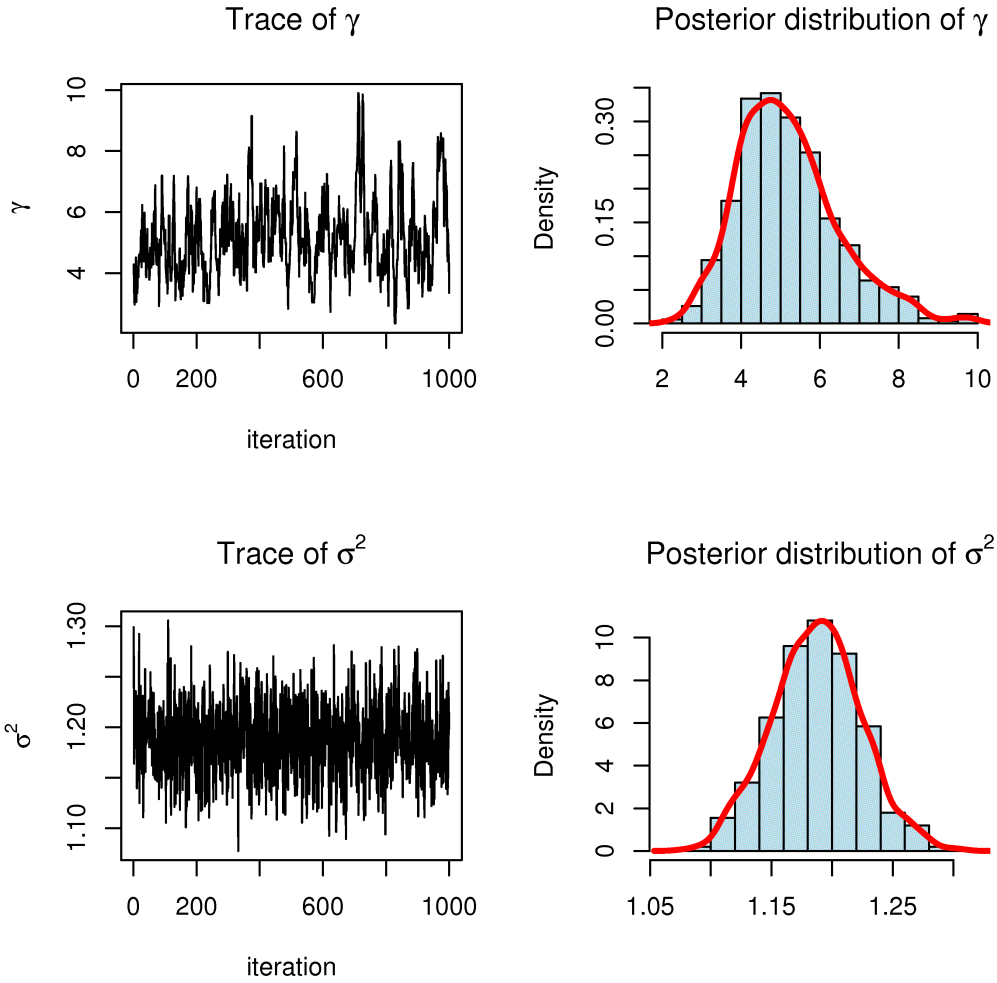 Trace of γ
Posterior distribution of γ
γ
10
8
6
4
0 200 600 1000
iteration
Density
0.30
0.15
0.00
2 4 6 8 10
Trace of σ²
Posterior distribution of σ²
σ²
1.30
1.20
1.10
0 200 600 1000
iteration
Density
10
8
6
4
2
0
1.05 1.15 1.25